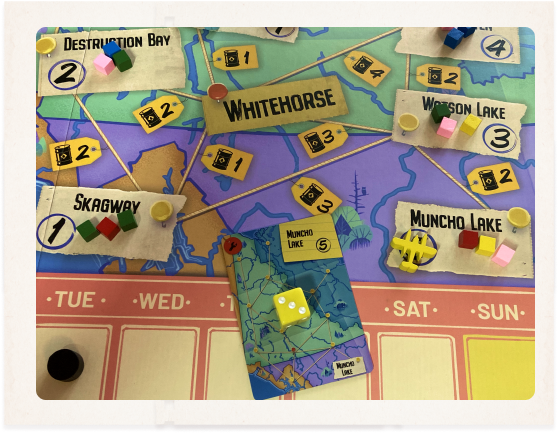 DESTRUCTION BAY
2
1
4
4
2
WHITEHORSE
2
WATSON LAKE
3
3
2
1
2
3
SKAGWAY
1
MUNCHO LAKE
MUNCHO
LAKE
5
TUE
WED
SAT
SUN
MUNCHO
LAKE